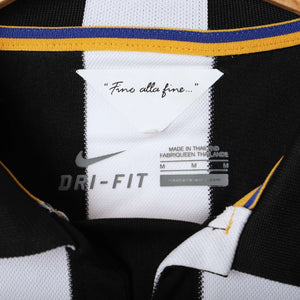 "Fino alla fine..."
MADE IN THAILAND
FABRIQUEEN THAILANDE
M M M
DRI-FIT